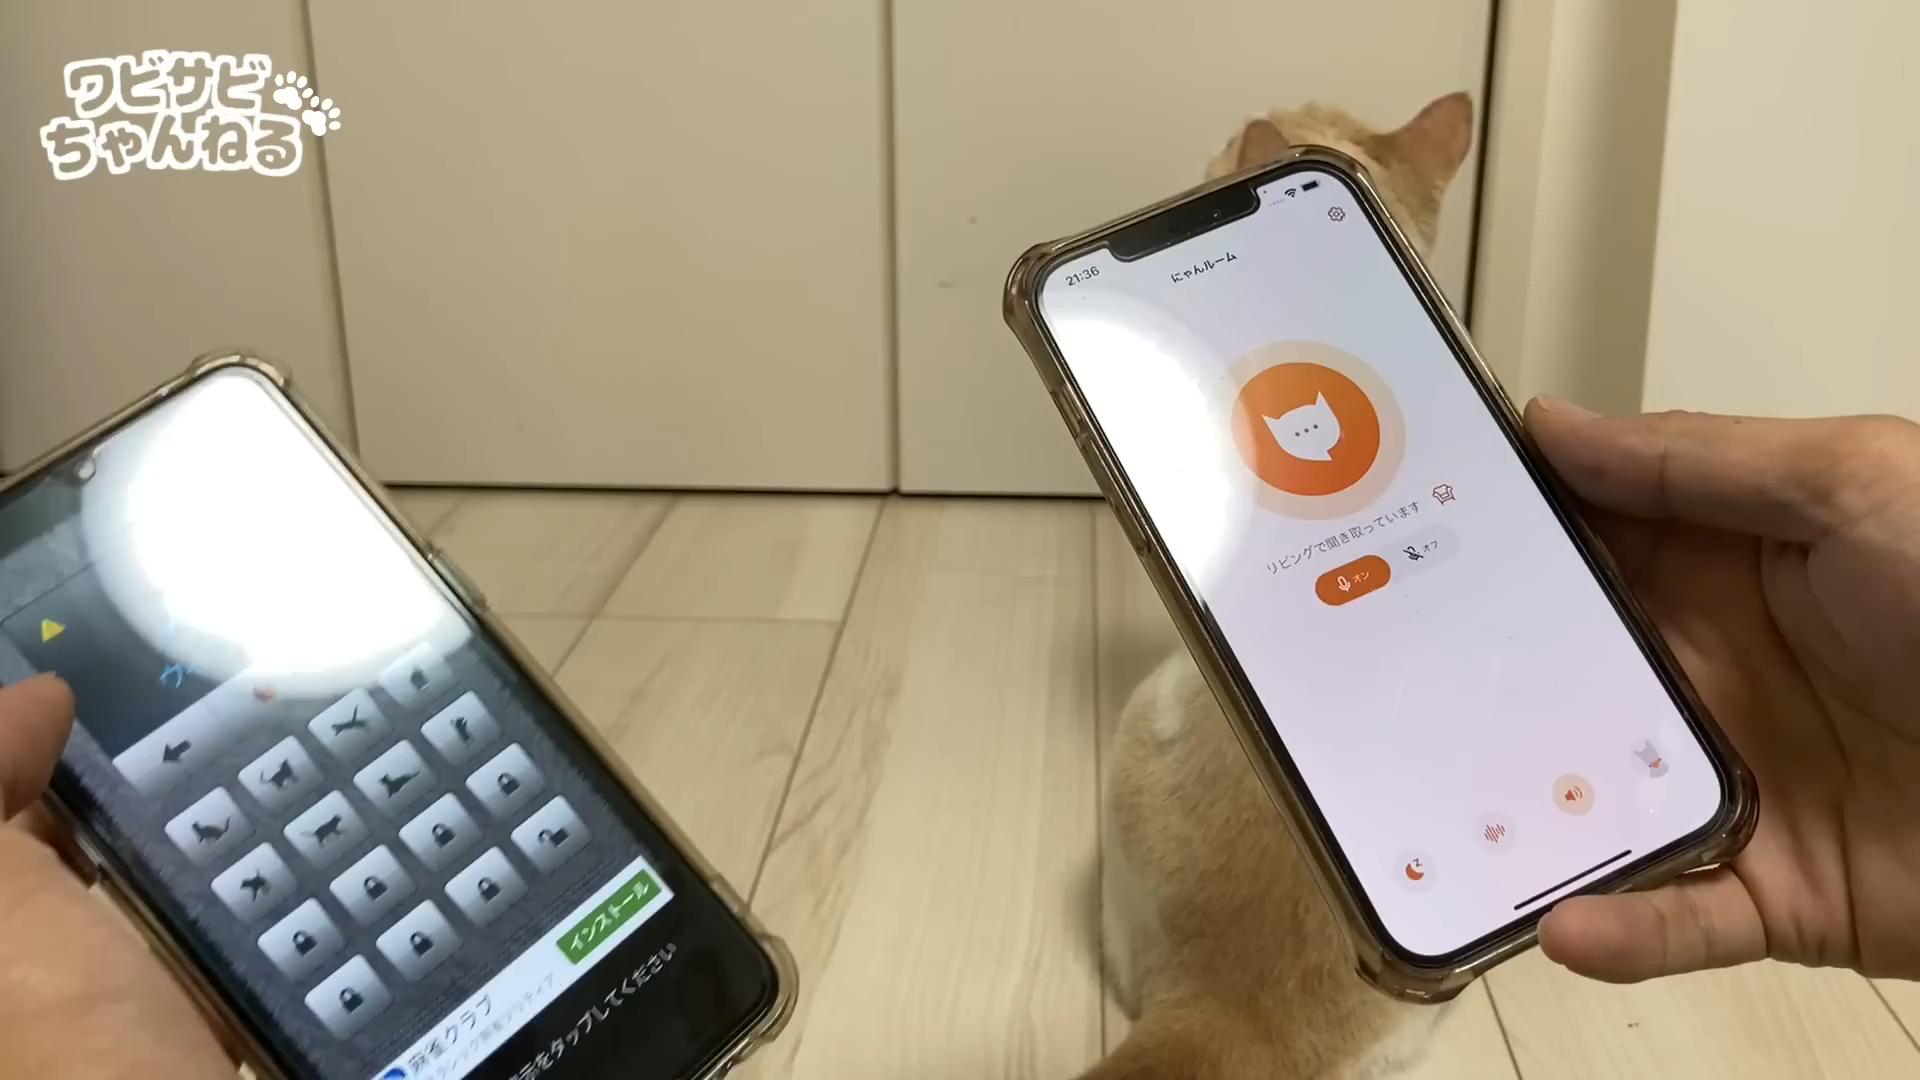 ワビサビ
ちゃんねる
21:36
にゃんルーム
リビングで聞き取っています
オン
オフ
Z
インストール
麻雀クラブ
をタップしてください